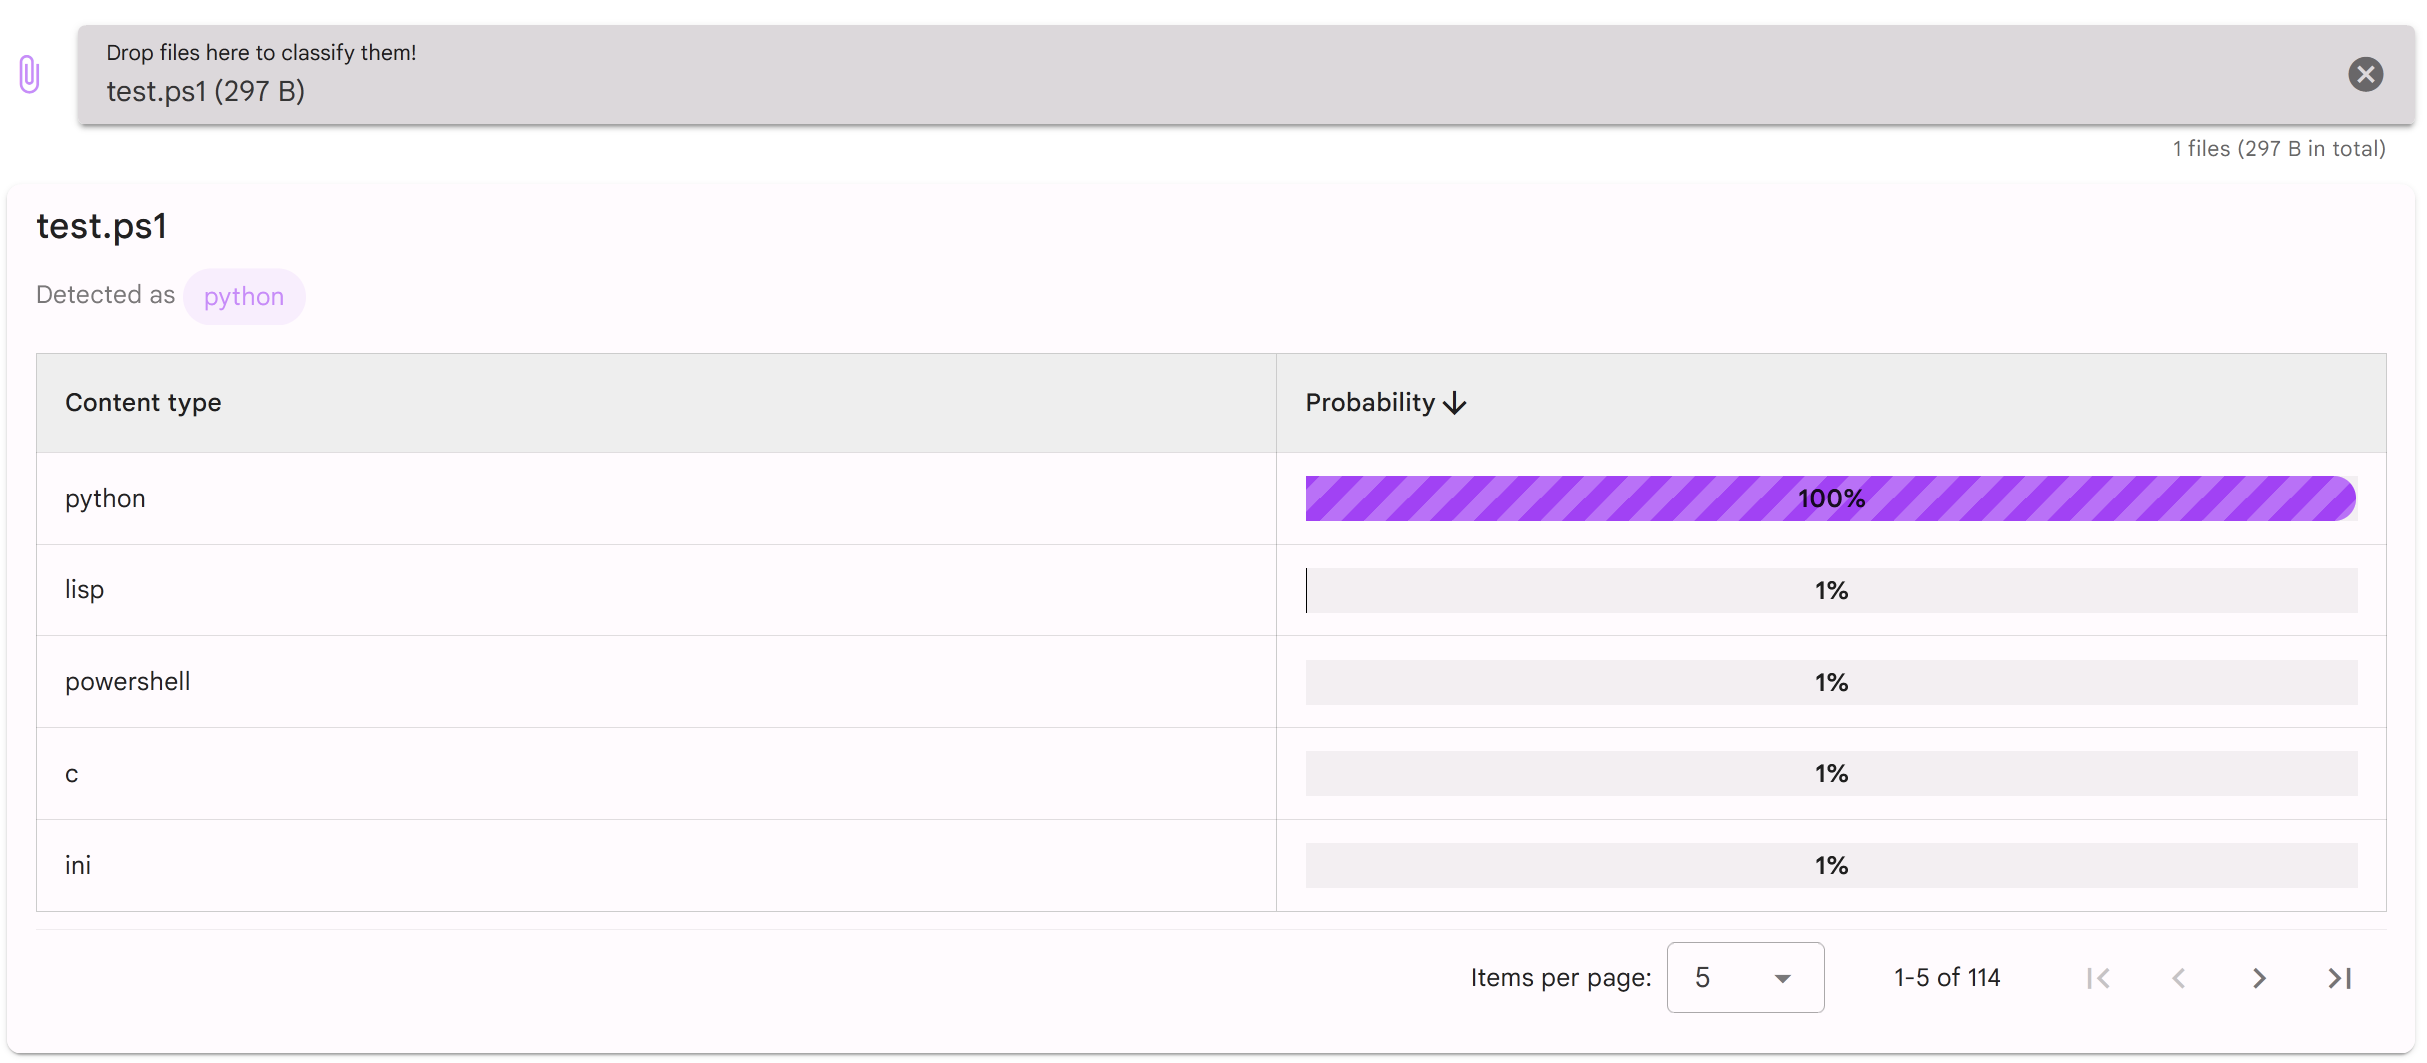 Drop files here to classify them!
test.ps1 (297 B)
1 files (297 B in total)
test.ps1
Detected as python
Content type Probability
python 100%
lisp 1%
powershell 1%
c 1%
ini 1%
Items per page: 5 1-5 of 114